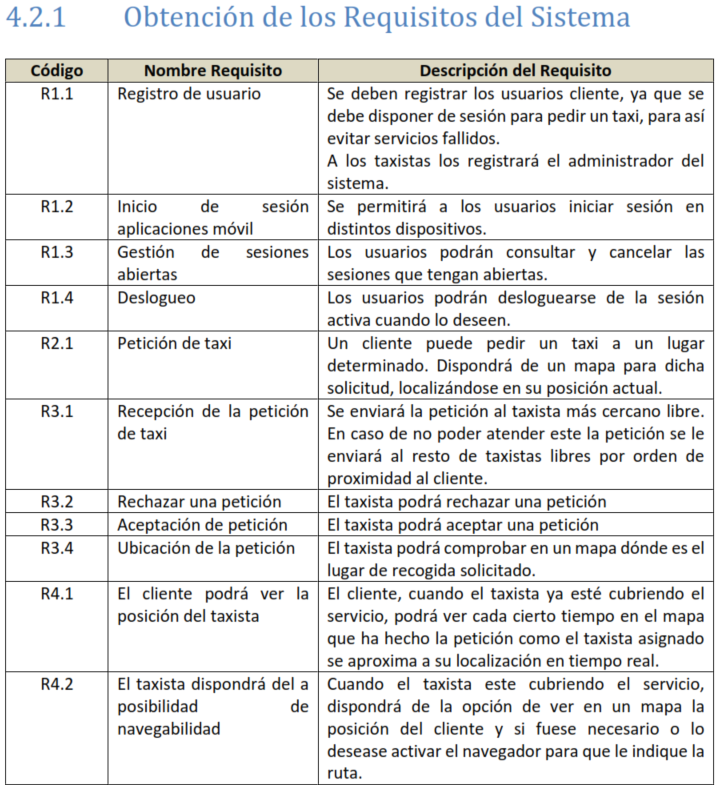 4.2.1 Obtención de los Requisitos del Sistema
Código Nombre Requisito Descripción del Requisito
R1.1 Registro de usuario Se deben registrar los usuarios cliente, ya que se
debe disponer de sesión para pedir un taxi, para así
evitar servicios fallidos.
A los taxistas los registrará el administrador del
sistema.
R1.2 Inicio de sesión Se permitirá a los usuarios iniciar sesión en
aplicaciones móvil distintos dispositivos.
R1.3 Gestión de sesiones Los usuarios podrán consultar y cancelar las
abiertas sesiones que tengan abiertas.
R1.4 Deslogueo Los usuarios podrán desloguearse de la sesión
activa cuando lo deseen.
R2.1 Petición de taxi Un cliente puede pedir un taxi a un lugar
determinado. Dispondrá de un mapa para dicha
solicitud, localizándose en su posición actual.
R3.1 Recepción de la petición Se enviará la petición al taxista más cercano libre.
de taxi En caso de no poder atender este la petición se le
enviará al resto de taxistas libres por orden de
proximidad al cliente.
R3.2 Rechazar una petición El taxista podrá rechazar una petición
R3.3 Aceptación de petición El taxista podrá aceptar una petición
R3.4 Ubicación de la petición El taxista podrá comprobar en un mapa dónde es el
lugar de recogida solicitado.
R4.1 El cliente podrá ver la El cliente, cuando el taxista ya esté cubriendo el
posición del taxista servicio, podrá ver cada cierto tiempo en el mapa
que ha hecho la petición como el taxista asignado
se aproxima a su localización en tiempo real.
R4.2 El taxista dispondrá del a Cuando el taxista este cubriendo el servicio,
posibilidad de dispondrá de la opción de ver en un mapa la
navegabilidad posición del cliente y si fuese necesario o lo
desease activar el navegador para que le indique la
ruta.